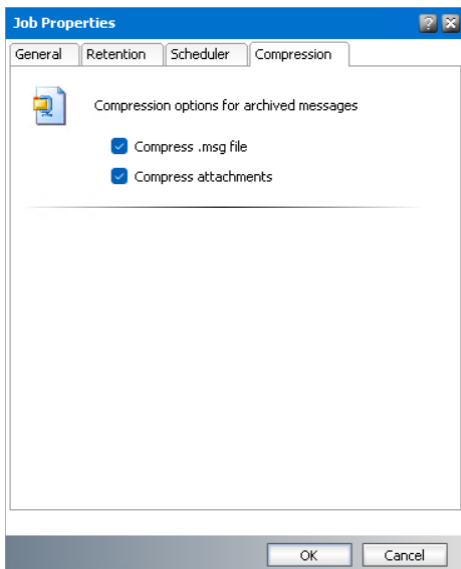 Job Properties
General Retention Scheduler Compression
Compression options for archived messages
Compress .msg file
Compress attachments
OK Cancel